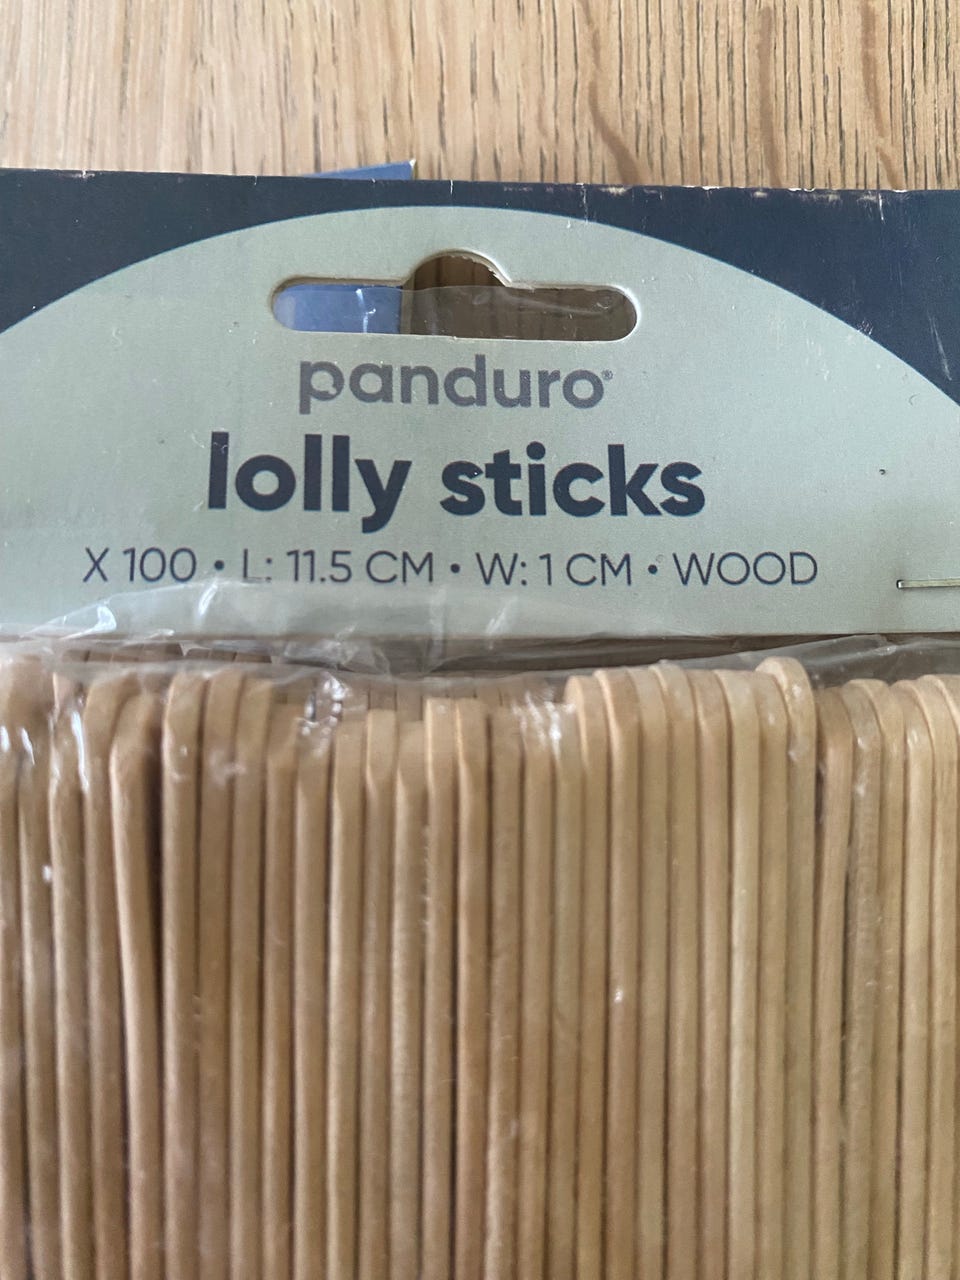 panduro®
lolly sticks
X 100 • L: 11.5 CM • W: 1 CM • WOOD